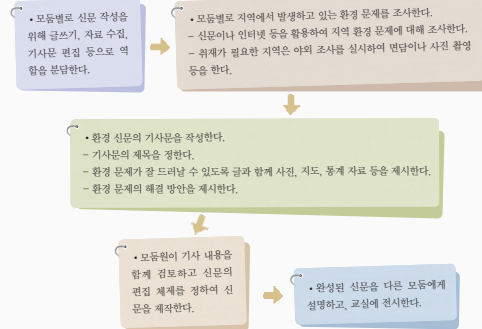 • 모둠별로 신문 작성을
위해 글쓰기, 자료 수집,
기사문 편집 등으로 역
할을 분담한다.
• 모둠별로 지역에서 발생하고 있는 환경 문제를 조사한다.
- 신문이나 인터넷 등을 활용하여 지역 환경 문제에 대해 조사한다.
- 취재가 필요한 지역은 야외 조사를 실시하여 면담이나 사진 촬영
등을 한다.
• 환경 신문의 기사문을 작성한다.
- 기사문의 제목을 정한다.
- 환경 문제가 잘 드러날 수 있도록 글과 함께 사진, 지도, 통계 자료 등을 제시한다.
- 환경 문제의 해결 방안을 제시한다.
• 모둠원이 기사 내용을
함께 검토하고 신문의
편집 체제를 정하여 신
문을 제작한다.
• 완성된 신문을 다른 모둠에게
설명하고, 교실에 전시한다.